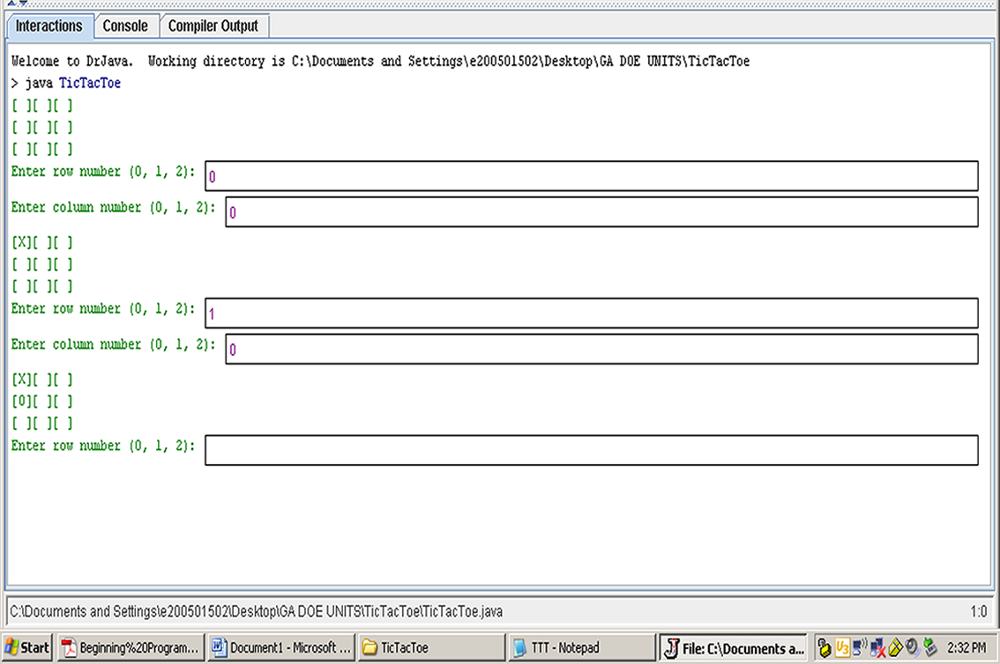 Interactions Console Compiler Output
Welcome to DrJava.  Working directory is C:\Documents and Settings\e200501502\Desktop\GA DOE UNITS\TicTacToe
> java TicTacToe
[ ][ ][ ]
[ ][ ][ ]
[ ][ ][ ]
Enter row number (0, 1, 2): 0
Enter column number (0, 1, 2): 0
[X][ ][ ]
[ ][ ][ ]
[ ][ ][ ]
Enter row number (0, 1, 2): 1
Enter column number (0, 1, 2): 0
[X][ ][ ]
[O][ ][ ]
[ ][ ][ ]
Enter row number (0, 1, 2):
C:\Documents and Settings\e200501502\Desktop\GA DOE UNITS\TicTacToe\TicTacToe.java 1:0
Start Beginning%20Program... Document1 - Microsoft ... TicTacToe TTT - Notepad File: C:\Documents a... U3 2:32 PM